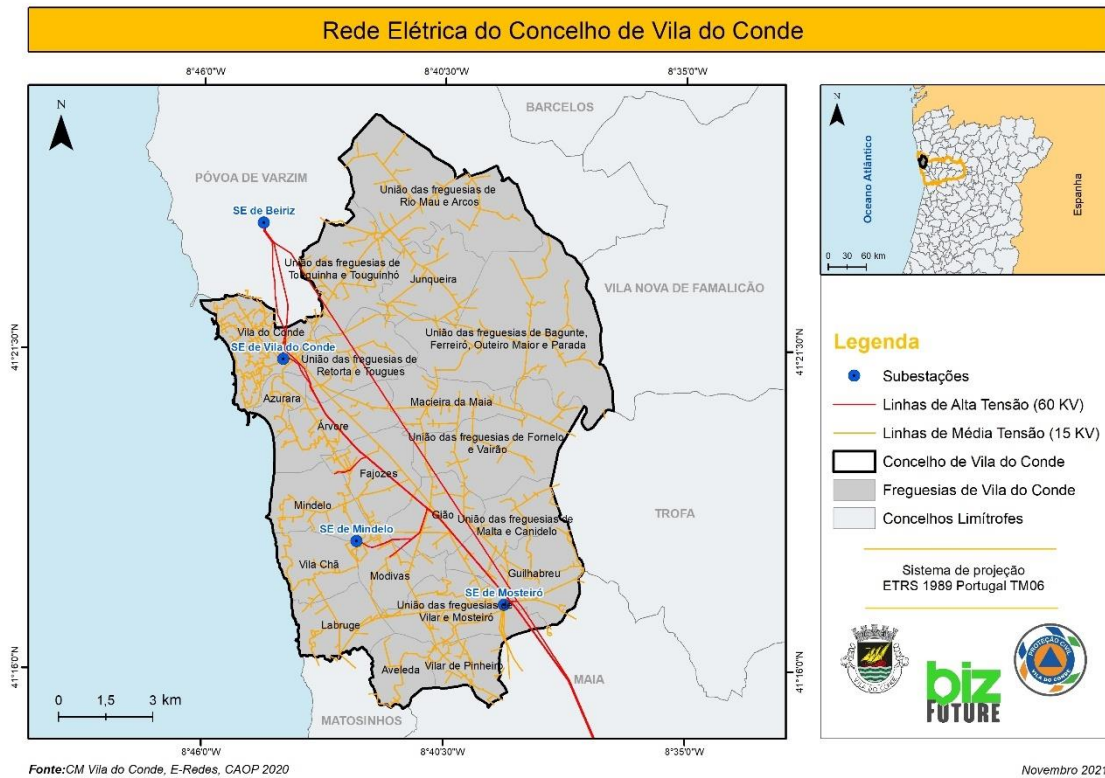 Rede Elétrica do Concelho de Vila do Conde
8°46'0"W
8°40'30"W
8°35'0"W
N
BARCELOS
PÓVOA DE VARZIM
União das freguesias de
Rio Mau e Arcos
SE de Beiriz
União das freguesias de
Touguinha e Touguinhó
Junqueira
VILA NOVA DE FAMALICÃO
41°21'30"N
41°21'30"N
Vila do Conde
SE de Vila do Conde
União das freguesias de
Retorta e Tougues
União das freguesias de Bagunte,
Ferreiró, Outeiro Maior e Parada
Azurara
Macieira da Maia
Árvore
União das freguesias de Fornelo
e Vairão
Fajozes
Mindelo
Gião
TROFA
SE de Mindelo
União das freguesias de
Malta e Canidelo
Vila Chã
Modivas
Guilhabreu
SE de Mosteiró
União das freguesias de
Vilar e Mosteiró
Labruge
Aveleda
Vilar de Pinheiro
MAIA
MATOSINHOS
41°16'0"N
41°16'0"N
0 1,5 3 km
8°46'0"W
8°40'30"W
8°35'0"W
N
Oceano Atlântico
Espanha
0 30 60 km
Legenda
Subestações
Linhas de Alta Tensão (60 KV)
Linhas de Média Tensão (15 KV)
Concelho de Vila do Conde
Freguesias de Vila do Conde
Concelhos Limítrofes
Sistema de projeção
ETRS 1989 Portugal TM06
VILA DO CONDE
biz
FUTURE
PROTEÇÃO CIVIL
VILA DO CONDE
Fonte:CM Vila do Conde, E-Redes, CAOP 2020
Novembro 2021